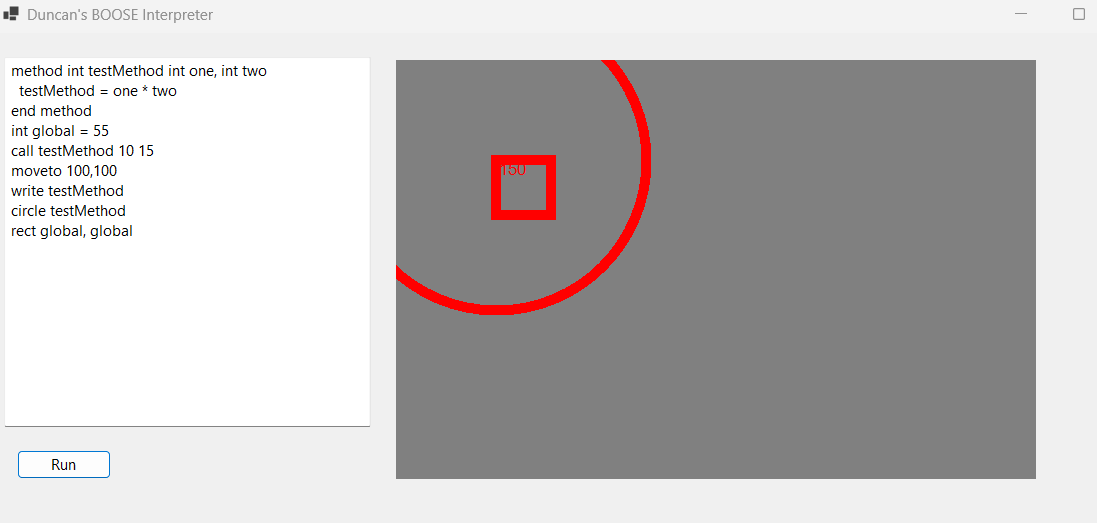 Duncan's BOOSE Interpreter
method int testMethod int one, int two
  testMethod = one * two
end method
int global = 55
call testMethod 10 15
moveto 100,100
write testMethod
circle testMethod
rect global, global
150
Run